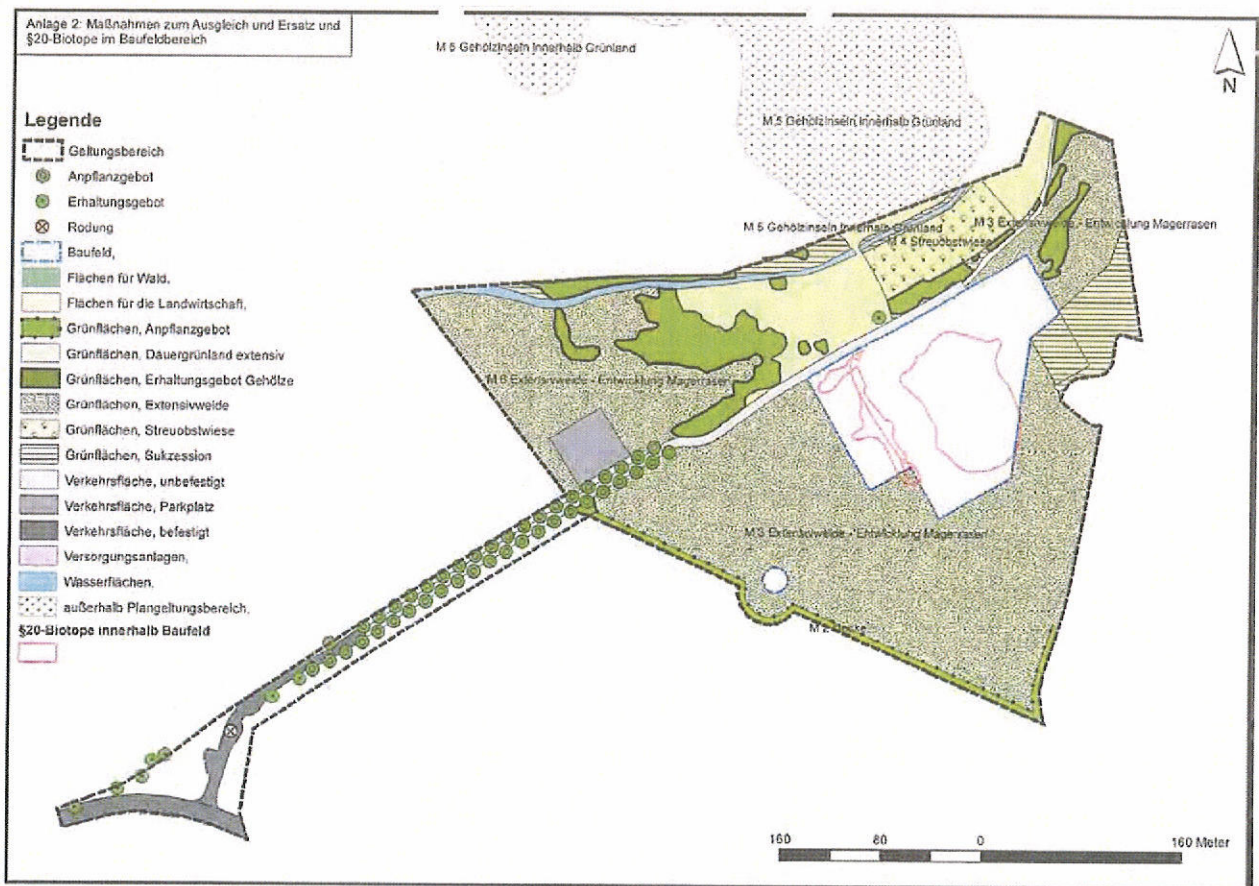 Anlage 2: Maßnahmen zum Ausgleich und Ersatz und
§20-Biotope im Baufeldbereich
M 5 Gehölzinseln innerhalb Grünland
N
Legende
M 5 Gehölzinseln innerhalb Grünland
Geltungsbereich
Anpflanzgebot
Erhaltungsgebot
Rodung
Baufeld,
Flächen für Wald,
Flächen für die Landwirtschaft,
Grünflächen, Anpflanzgebot
Grünflächen, Dauergrünland extensiv
Grünflächen, Erhaltungsgebot Gehölze
Grünflächen, Extensivweide
Grünflächen, Streuobstwiese
Grünflächen, Sukzession
Verkehrsfläche, unbefestigt
Verkehrsfläche, Parkplatz
Verkehrsfläche, befestigt
Versorgungsanlagen,
Wasserflächen,
außerhalb Plangeltungsbereich,
§20-Biotope innerhalb Baufeld
M 5 Gehölzinseln innerhalb Grünland
M 3 Extensivweide - Entwicklung Magerrasen
M 4 Streuobstwiese
Extensivweide - Entwicklung Magerrasen
M 3 Extensivweide - Entwicklung Magerrasen
M 2
160 80 0 160 Meter